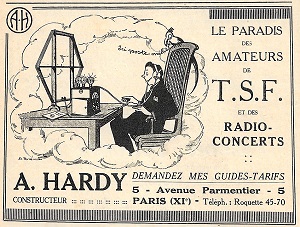 A·H
LE PARADIS
DES
AMATEURS
DE
T.S.F.
ET DES
RADIO-
CONCERTS
A. HARDY
CONSTRUCTEUR
DEMANDEZ MES GUIDES-TARIFS
5 - Avenue Parmentier - 5
PARIS (XIᵉ) - Téléph.: Roquette 45-70